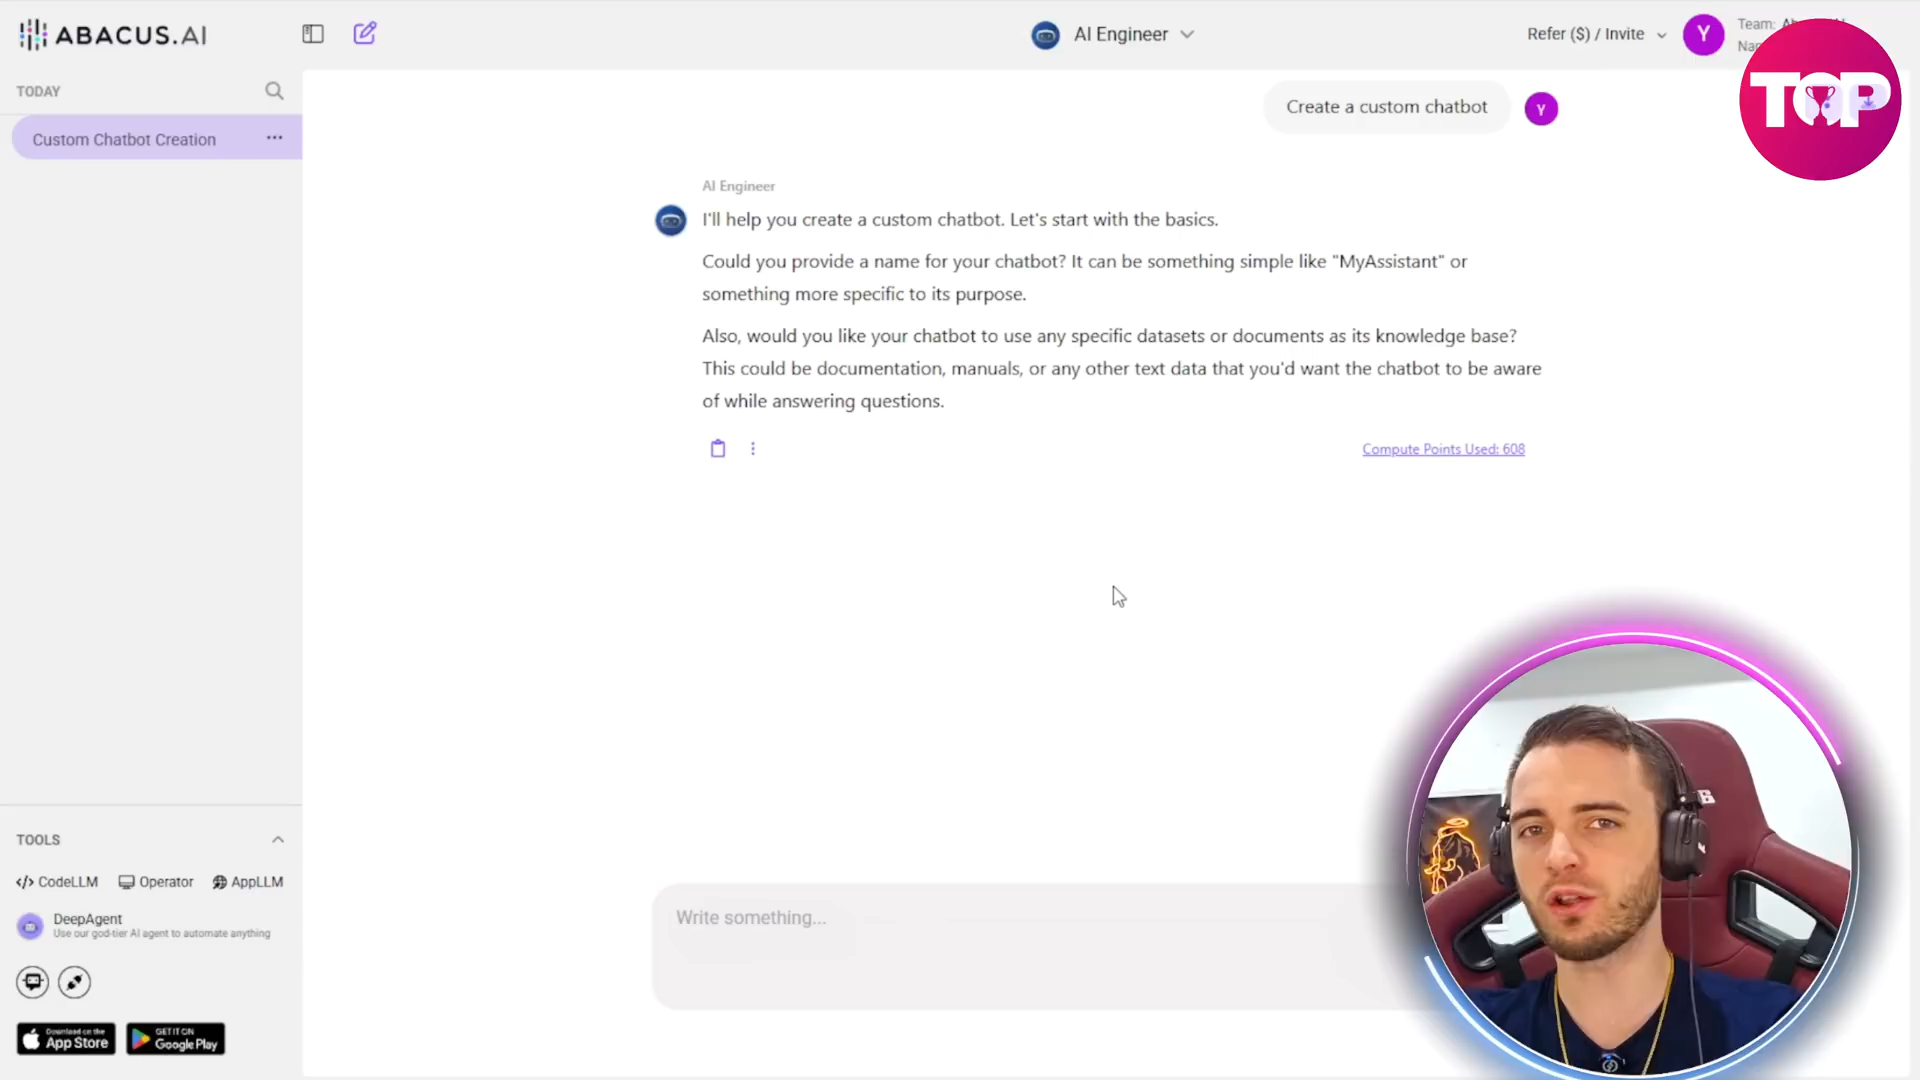 ABACUS.AI
AI Engineer
Refer ($) / Invite
Y
Team:
TOP
TODAY
Custom Chatbot Creation
Create a custom chatbot
Y
AI Engineer
I'll help you create a custom chatbot. Let's start with the basics.
Could you provide a name for your chatbot? It can be something simple like "MyAssistant" or
something more specific to its purpose.
Also, would you like your chatbot to use any specific datasets or documents as its knowledge base?
This could be documentation, manuals, or any other text data that you'd want the chatbot to be aware
of while answering questions.
Compute Points Used: 608
Write something...
TOOLS
</> CodeLLM
Operator
AppLLM
DeepAgent
Use our god-tier AI agent to automate anything
Download on the
App Store
GET IT ON
Google Play